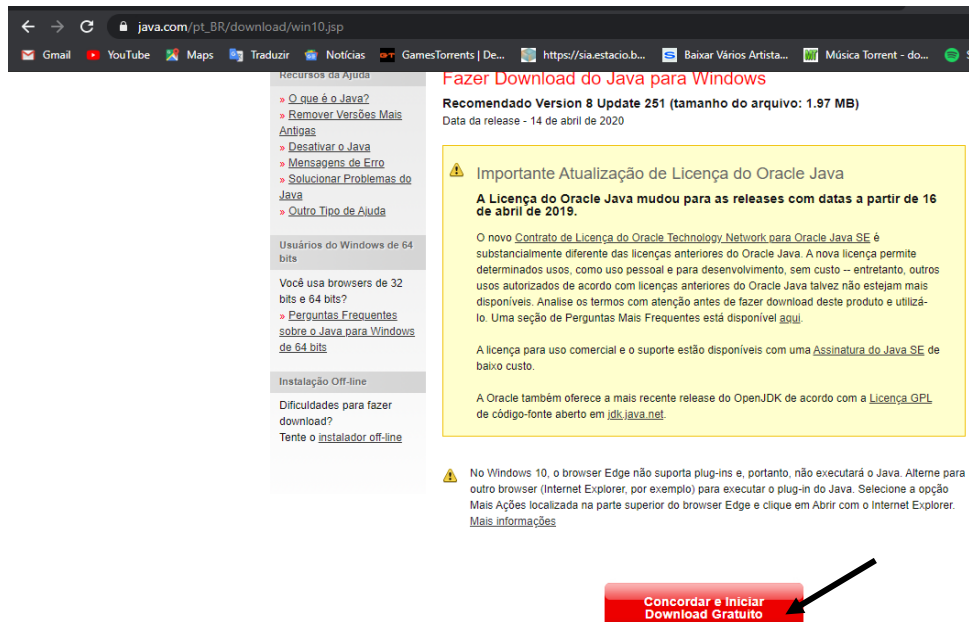 java.com/pt_BR/download/win10.jsp
Gmail YouTube Maps Traduzir Notícias GamesTorrents | De... https://sia.estacio.b... Baixar Vários Artista... Música Torrent - do...
Recursos da Ajuda
» O que é o Java?
» Remover Versões Mais
Antigas
» Desativar o Java
» Mensagens de Erro
» Solucionar Problemas do
Java
» Outro Tipo de Ajuda
Usuários do Windows de 64
bits
Você usa browsers de 32
bits e 64 bits?
» Perguntas Frequentes
sobre o Java para Windows
de 64 bits
Instalação Off-line
Dificuldades para fazer
download?
Tente o instalador off-line
Fazer Download do Java para Windows
Recomendado Version 8 Update 251 (tamanho do arquivo: 1.97 MB)
Data da release - 14 de abril de 2020
Importante Atualização de Licença do Oracle Java
A Licença do Oracle Java mudou para as releases com datas a partir de 16
de abril de 2019.
O novo Contrato de Licença do Oracle Technology Network para Oracle Java SE é
substancialmente diferente das licenças anteriores do Oracle Java. A nova licença permite
determinados usos, como uso pessoal e para desenvolvimento, sem custo -- entretanto, outros
usos autorizados de acordo com licenças anteriores do Oracle Java talvez não estejam mais
disponíveis. Analise os termos com atenção antes de fazer download deste produto e utilizá-
lo. Uma seção de Perguntas Mais Frequentes está disponível aqui.
A licença para uso comercial e o suporte estão disponíveis com uma Assinatura do Java SE de
baixo custo.
A Oracle também oferece a mais recente release do OpenJDK de acordo com a Licença GPL
de código-fonte aberto em jdk.java.net.
No Windows 10, o browser Edge não suporta plug-ins e, portanto, não executará o Java. Alterne para
outro browser (Internet Explorer, por exemplo) para executar o plug-in do Java. Selecione a opção
Mais Ações localizada na parte superior do browser Edge e clique em Abrir com o Internet Explorer.
Mais informações
Concordar e Iniciar
Download Gratuito